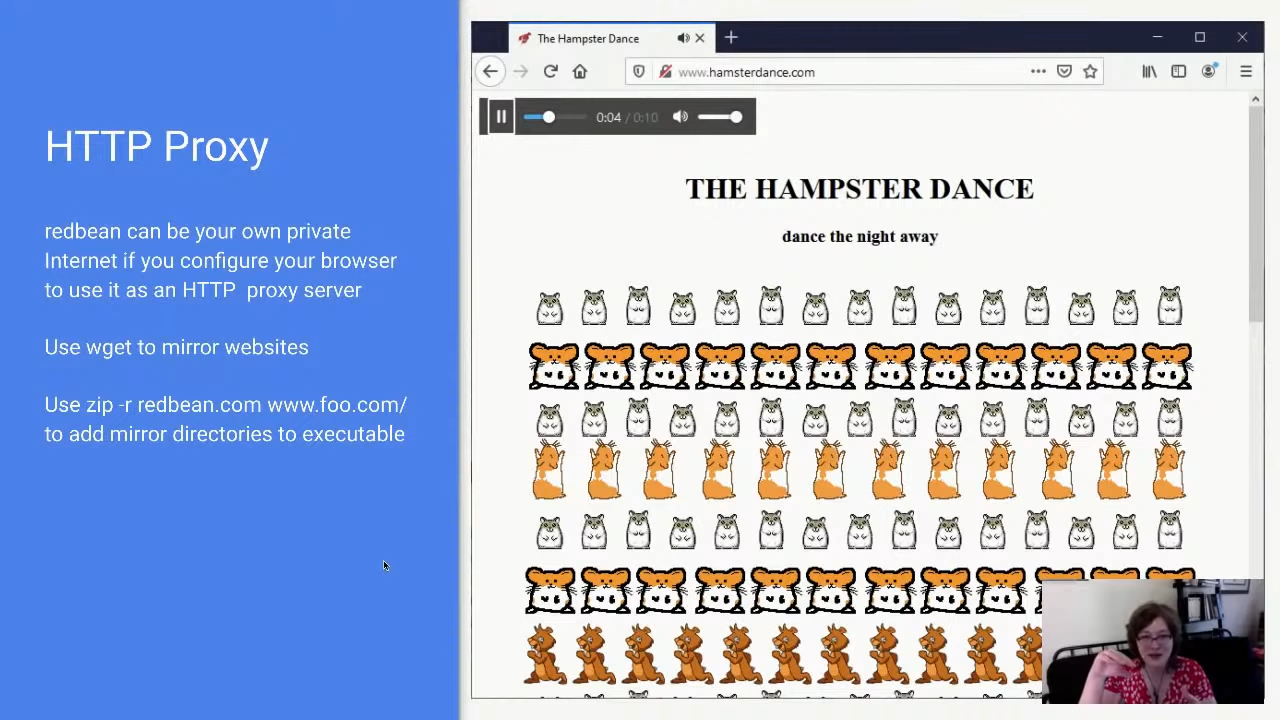 HTTP Proxy
redbean can be your own private
Internet if you configure your browser
to use it as an HTTP proxy server
Use wget to mirror websites
Use zip -r redbean.com www.foo.com/
to add mirror directories to executable
The Hampster Dance
www.hamsterdance.com
0:04 / 0:10
THE HAMPSTER DANCE
dance the night away